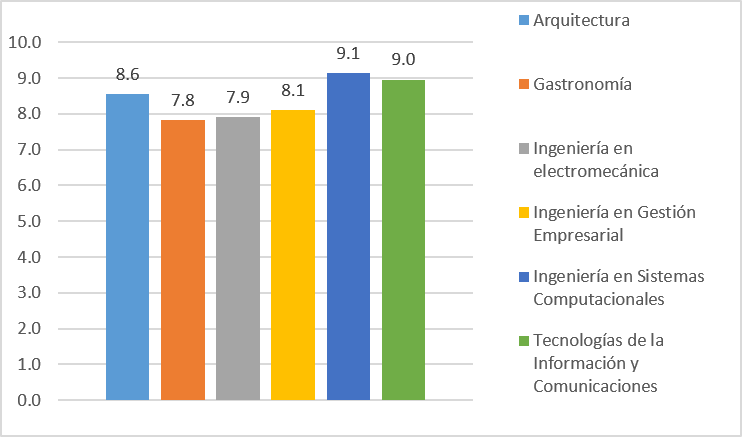 10.0
9.0
8.0
7.0
6.0
5.0
4.0
3.0
2.0
1.0
0.0
8.6
7.8
7.9
8.1
9.1
9.0
Arquitectura
Gastronomía
Ingeniería en
electromecánica
Ingeniería en Gestión
Empresarial
Ingeniería en Sistemas
Computacionales
Tecnologías de la
Información y
Comunicaciones